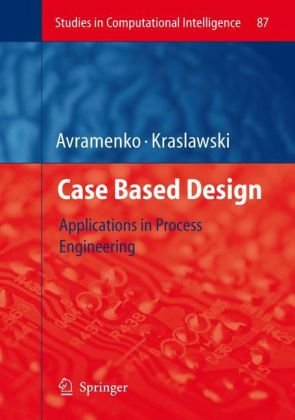 Studies in Computational Intelligence 87
Avramenko · Kraslawski
Case Based Design
Applications in Process
Engineering
Springer